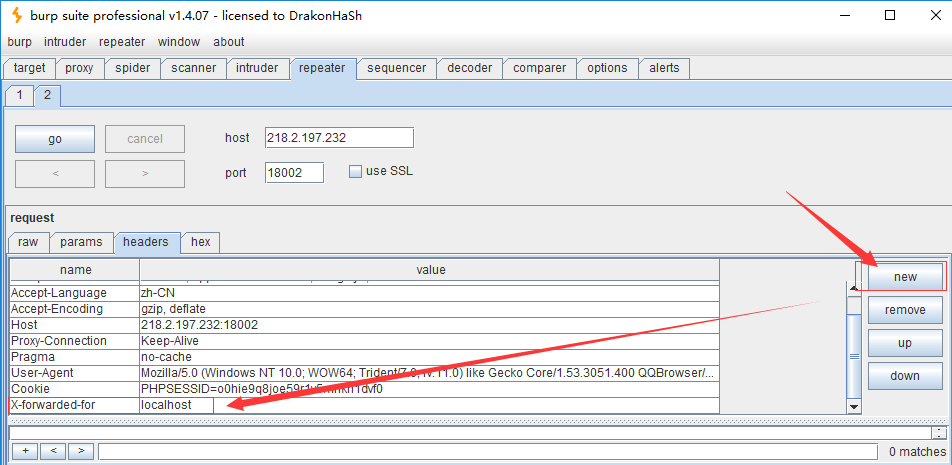 burp suite professional v1.4.07 - licensed to DrakonHaSh
burp intruder repeater window about
target proxy spider scanner intruder repeater sequencer decoder comparer options alerts
1 2
go cancel host 218.2.197.232
< > port 18002 use SSL
request
raw params headers hex
name value
new
Accept-Language zh-CN
Accept-Encoding gzip, deflate
remove
Host 218.2.197.232:18002
Proxy-Connection Keep-Alive
up
Pragma no-cache
User-Agent Mozilla/5.0 (Windows NT 10.0; WOW64; Trident/7.0; rv:11.0) like Gecko Core/1.53.3051.400 QQBrowser/...
down
Cookie
X-forwarded-for localhost
+ < > 0 matches